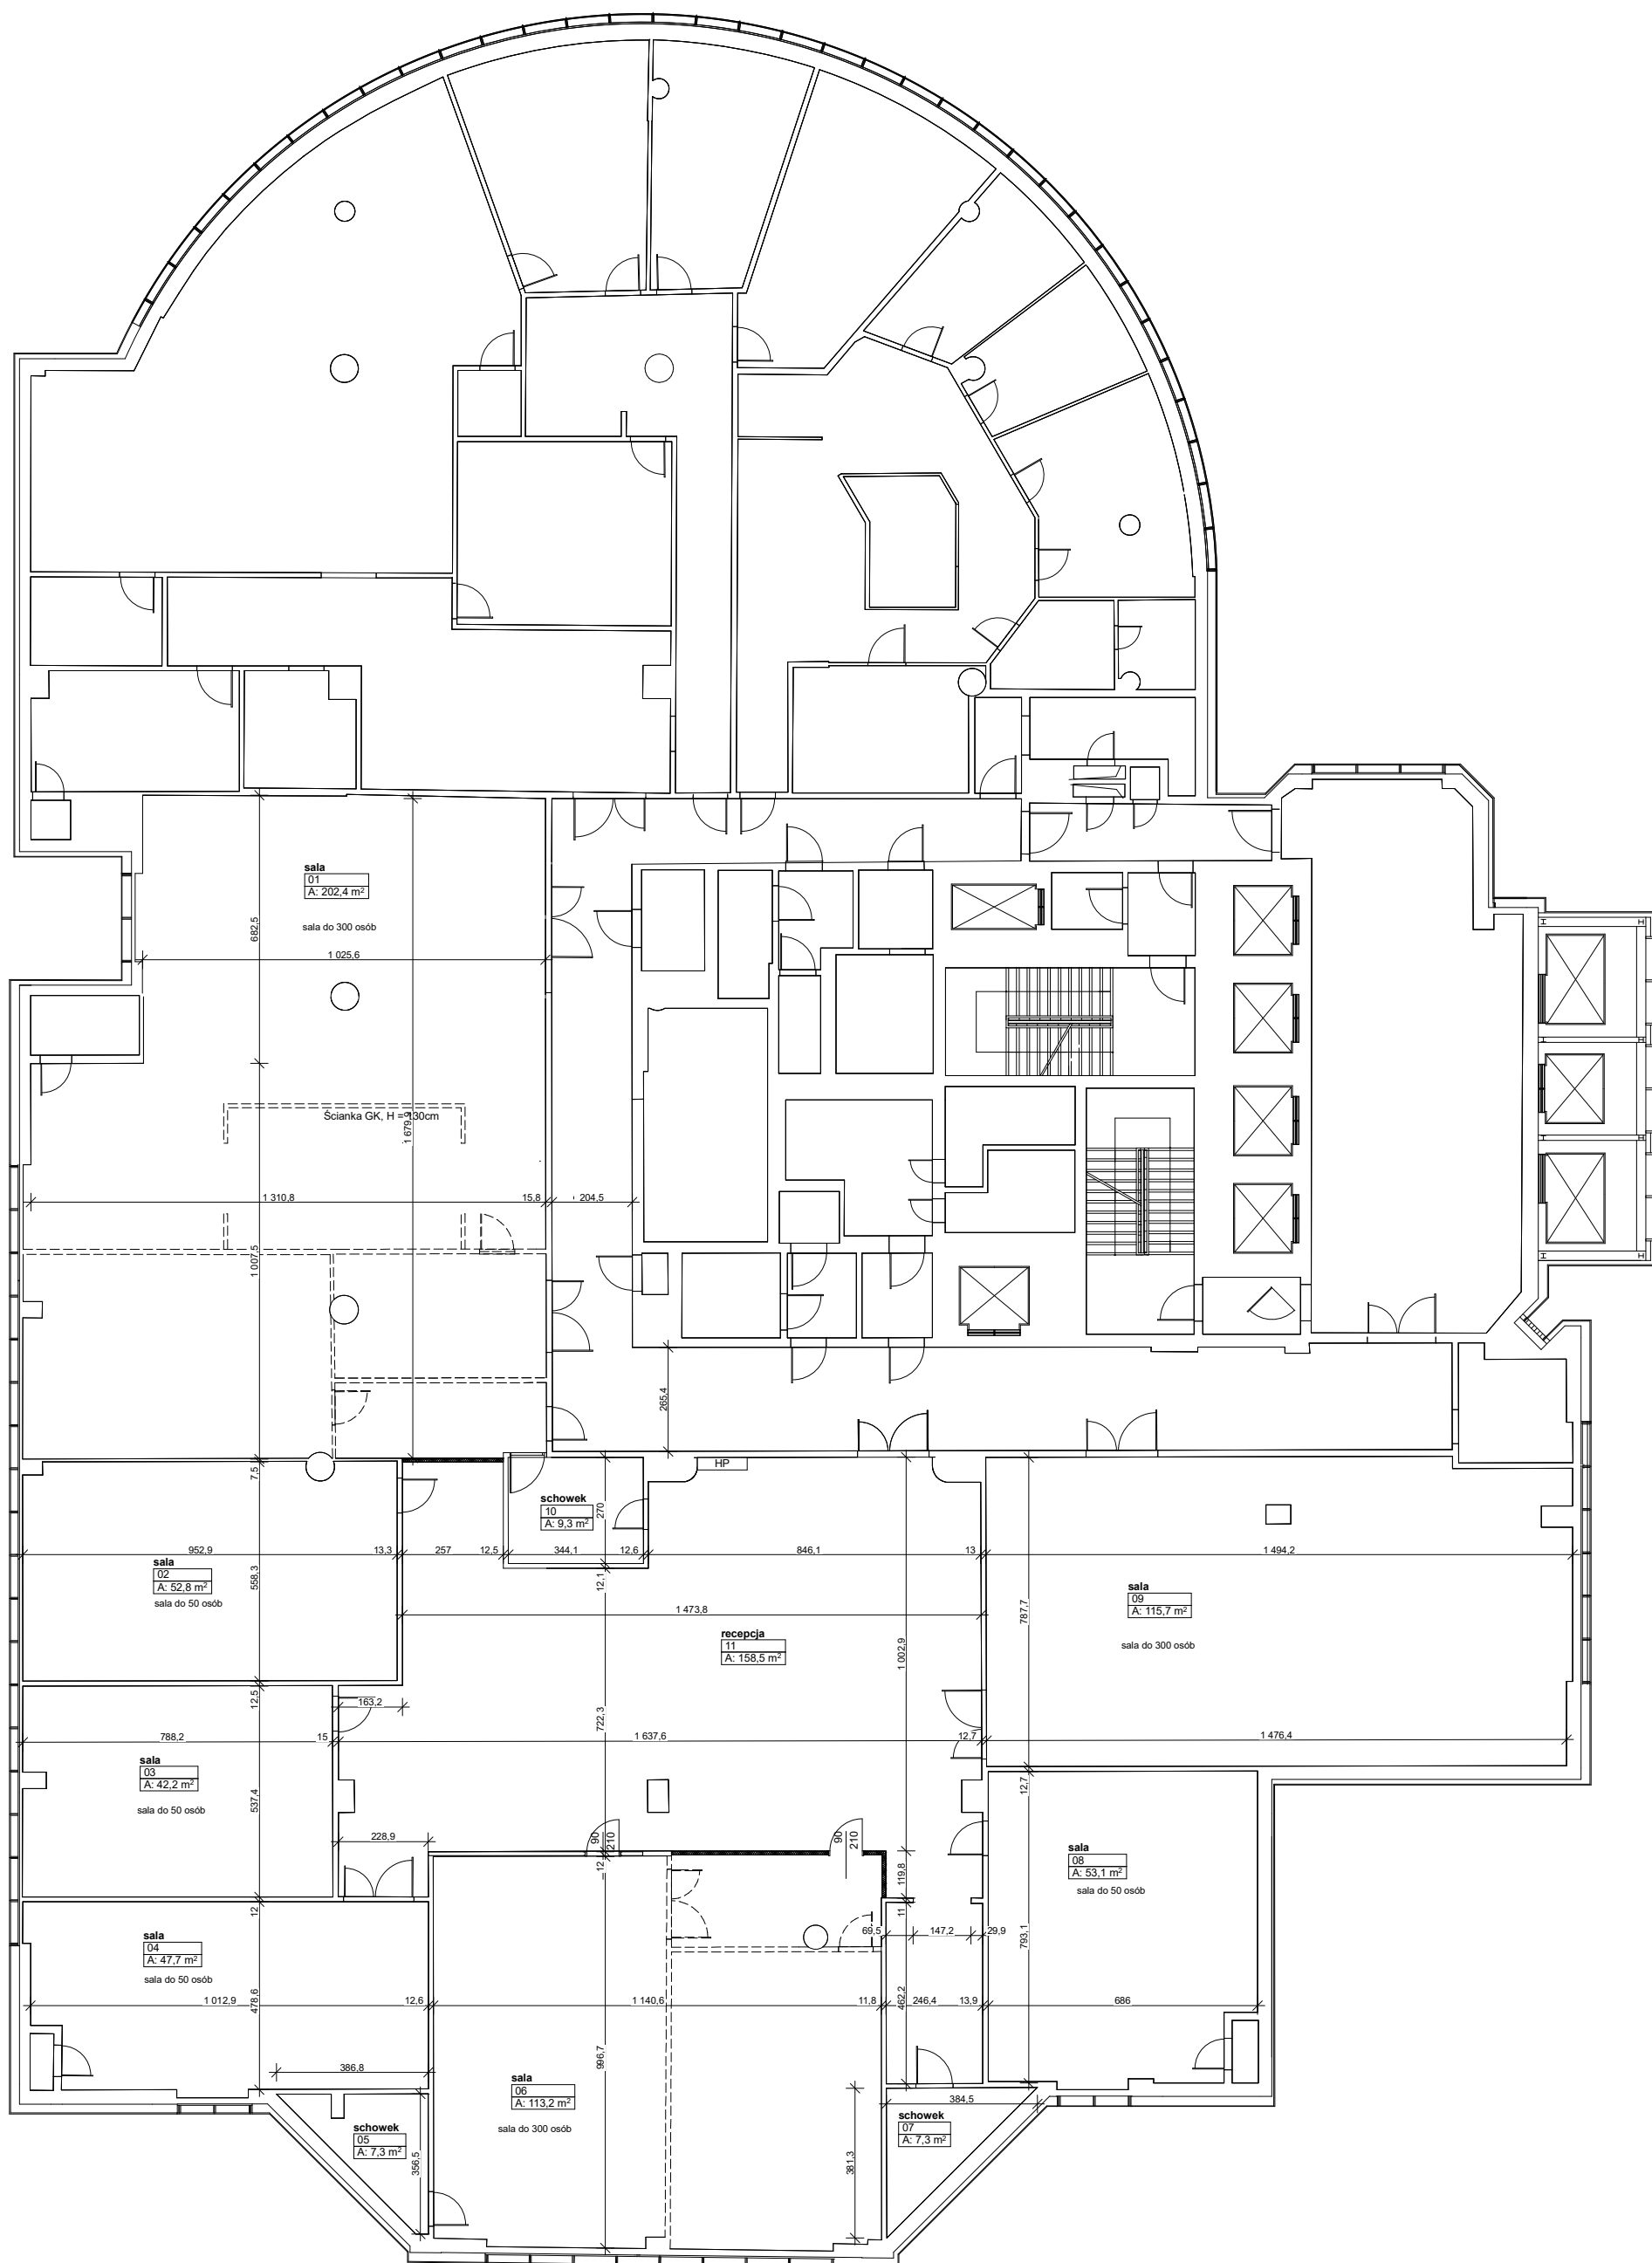 sala
01
A: 202,4 m²
sala do 300 osób
682,5
1 025,6
Ścianka GK, H = 130cm
1 679,9
1 310,8
15,8
204,5
1 007,5
265,4
7,5
HP
schowek
10
A: 9,3 m²
270
952,9
13,3
257
12,5
344,1
12,6
846,1
13
1 494,2
sala
02
A: 52,8 m²
sala do 50 osób
558,3
12,1
1 473,8
787,7
sala
09
A: 115,7 m²
sala do 300 osób
recepcja
11
A: 158,5 m²
1 002,9
12,5
163,2
722,3
788,2
15
1 637,6
12,7
1 476,4
sala
03
A: 42,2 m²
sala do 50 osób
537,4
12,7
228,9
90
210
90
210
12
119,8
sala
08
A: 53,1 m²
sala do 50 osób
12
11
69,5
147,2
29,9
793,1
sala
04
A: 47,7 m²
sala do 50 osób
478,6
1 012,9
12,6
1 140,6
11,8
462,2
246,4
13,9
686
386,8
996,7
sala
06
A: 113,2 m²
sala do 300 osób
384,5
schowek
05
A: 7,3 m²
356,5
381,3
schowek
07
A: 7,3 m²